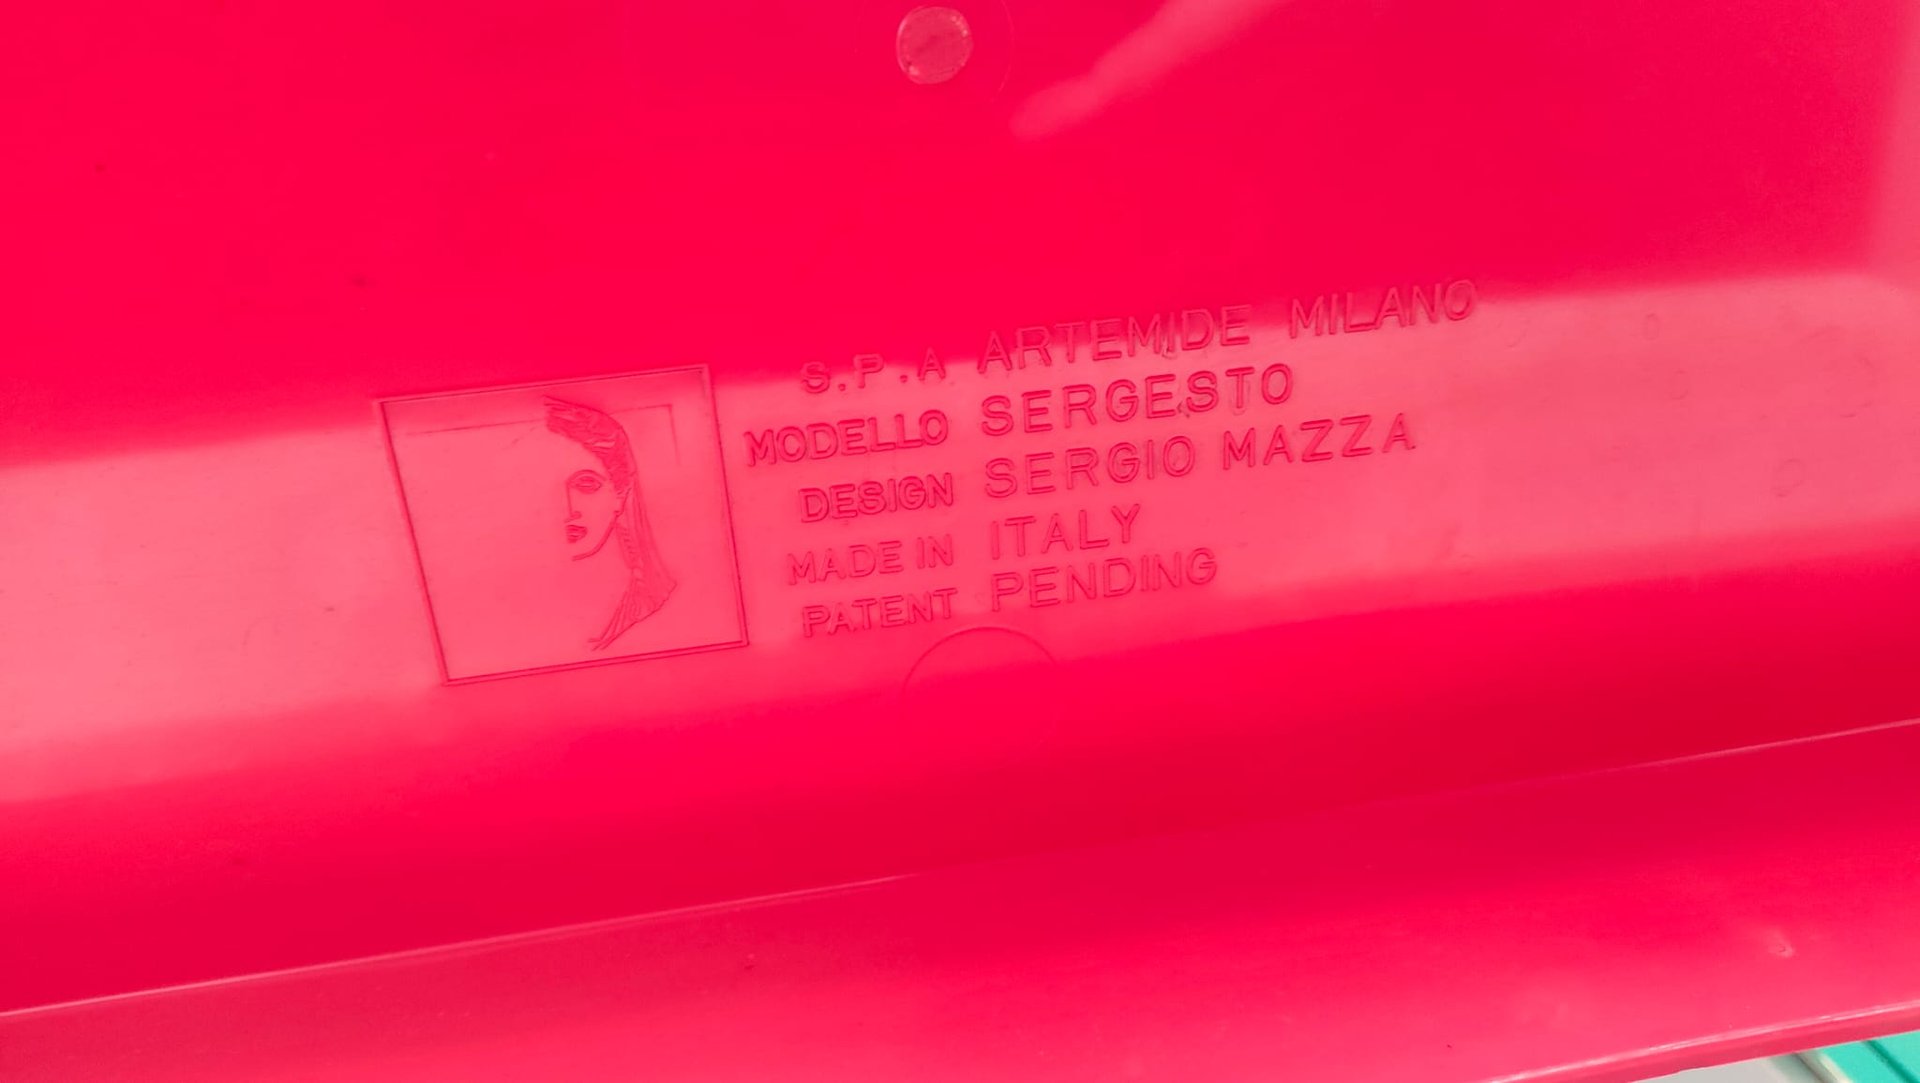 S.P.A ARTEMIDE MILANO
MODELLO SERGESTO
DESIGN SERGIO MAZZA
MADE IN ITALY
PATENT PENDING